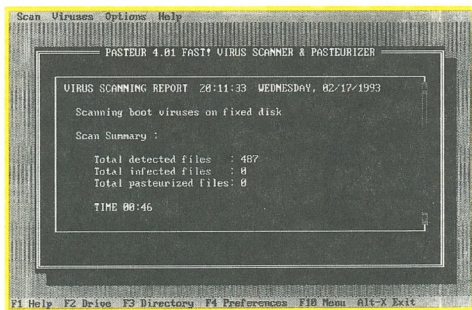 Scan Viruses Options Help
PASTEUR 4.01 FAST! VIRUS SCANNER & PASTEURIZER
VIRUS SCANNING REPORT 20:11:33 WEDNESDAY, 02/17/1993
Scanning boot viruses on fixed disk
Scan Summary :
Total detected files : 487
Total infected files : 0
Total pasteurized files: 0
TIME 00:46
F1 Help F2 Drive F3 Directory F4 Preferences F10 Menu Alt-X Exit